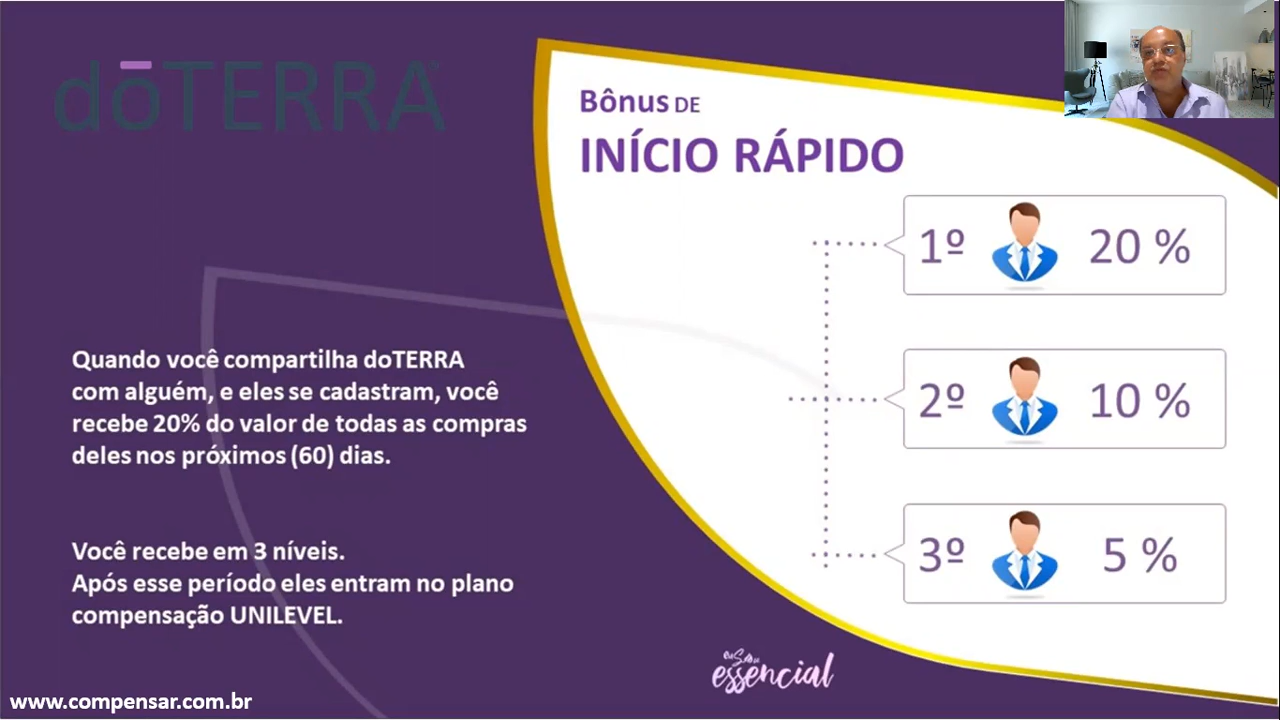 dōTERRA
Bônus DE
INÍCIO RÁPIDO
1º 20 %
2º 10 %
3º 5 %
Quando você compartilha doTERRA
com alguém, e eles se cadastram, você
recebe 20% do valor de todas as compras
deles nos próximos (60) dias.
Você recebe em 3 níveis.
Após esse período eles entram no plano
compensação UNILEVEL.
eu Sou
essencial
www.compensar.com.br